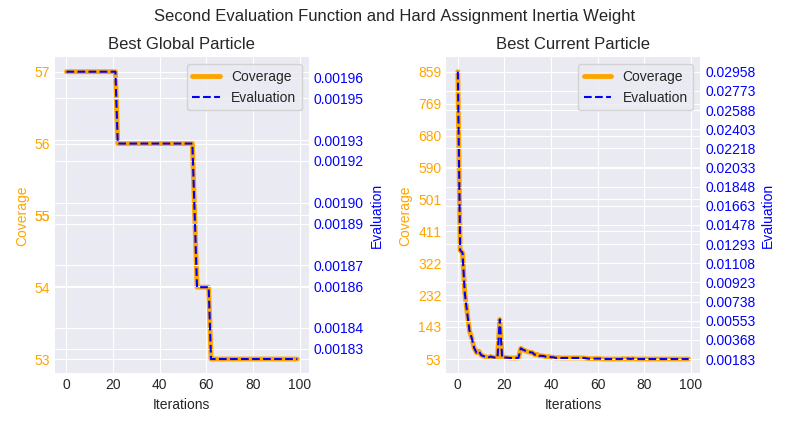 Second Evaluation Function and Hard Assignment Inertia Weight
Best Global Particle
Coverage
Evaluation
57
56
55
54
53
Coverage
0.00196
0.00195
0.00193
0.00192
0.00190
0.00189
0.00187
0.00186
0.00184
0.00183
Evaluation
0 20 40 60 80 100
Iterations
Best Current Particle
Coverage
Evaluation
859
769
680
590
501
411
322
232
143
53
Coverage
0.02958
0.02773
0.02588
0.02403
0.02218
0.02033
0.01848
0.01663
0.01478
0.01293
0.01108
0.00923
0.00738
0.00553
0.00368
0.00183
Evaluation
0 20 40 60 80 100
Iterations